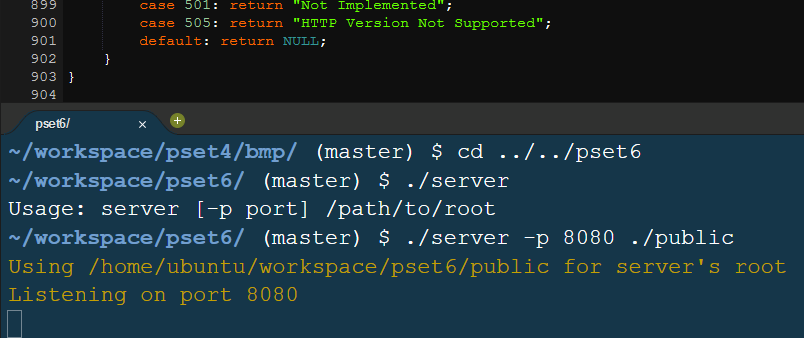 899 case 501: return "Not Implemented";
900 case 505: return "HTTP Version Not Supported";
901 default: return NULL;
902 }
903 }
904
pset6/ × +
~/workspace/pset4/bmp/ (master) $ cd ../../pset6
~/workspace/pset6/ (master) $ ./server
Usage: server [-p port] /path/to/root
~/workspace/pset6/ (master) $ ./server -p 8080 ./public
Using /home/ubuntu/workspace/pset6/public for server's root
Listening on port 8080